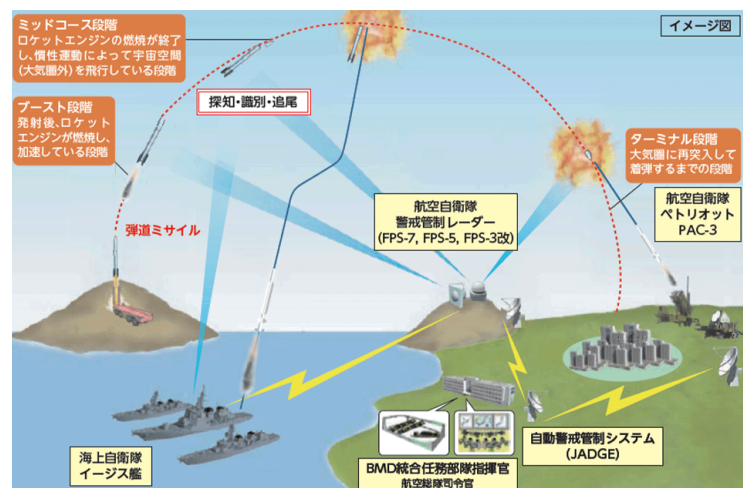 イメージ図
ミッドコース段階
ロケットエンジンの燃焼が終了
し、慣性運動によって宇宙空間
(大気圏外)を飛行している段階
探知・識別・追尾
ブースト段階
発射後、ロケット
エンジンが燃焼し、
加速している段階
ターミナル段階
大気圏に再突入して
着弾するまでの段階
航空自衛隊
警戒管制レーダー
(FPS-7, FPS-5, FPS-3改)
航空自衛隊
ペトリオット
PAC-3
弾道ミサイル
海上自衛隊
イージス艦
自動警戒管制システム
(JADGE)
BMD統合任務部隊指揮官
航空総隊司令官